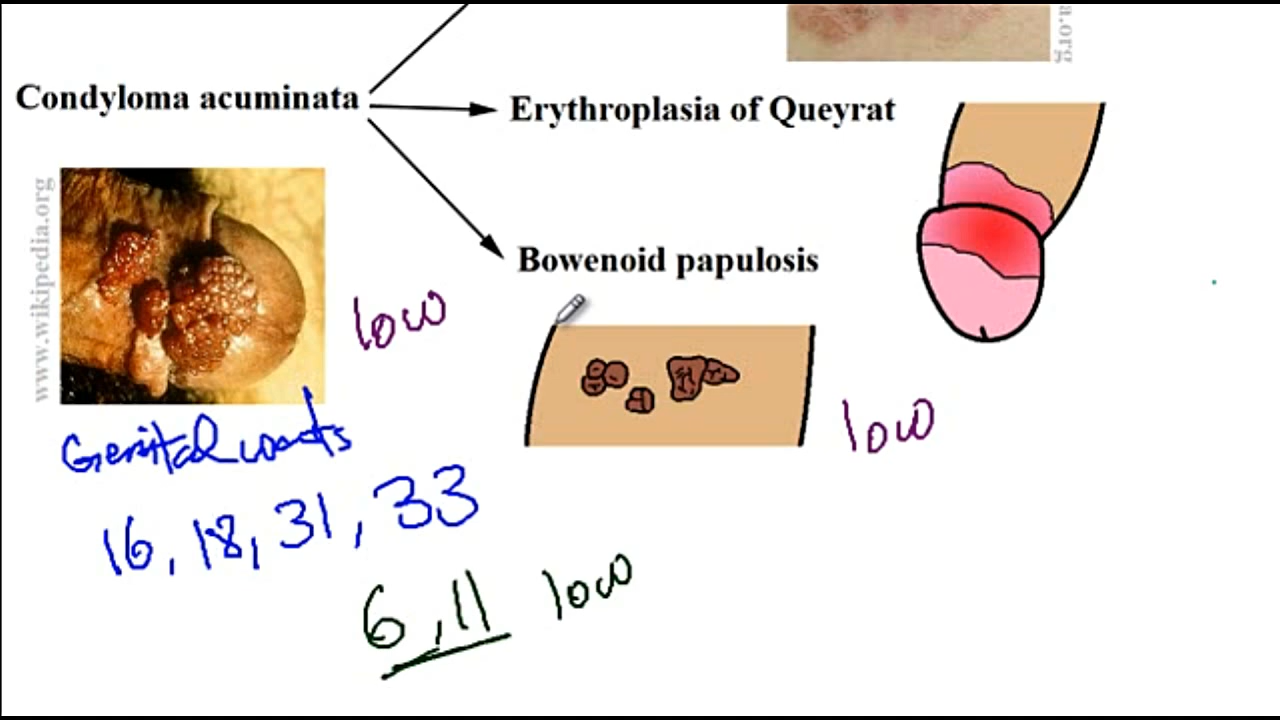 a.org
Condyloma acuminata
Erythroplasia of Queyrat
www.wikipedia.org
Bowenoid papulosis
low
low
Genital warts
16, 18, 31, 33
6, 11 low